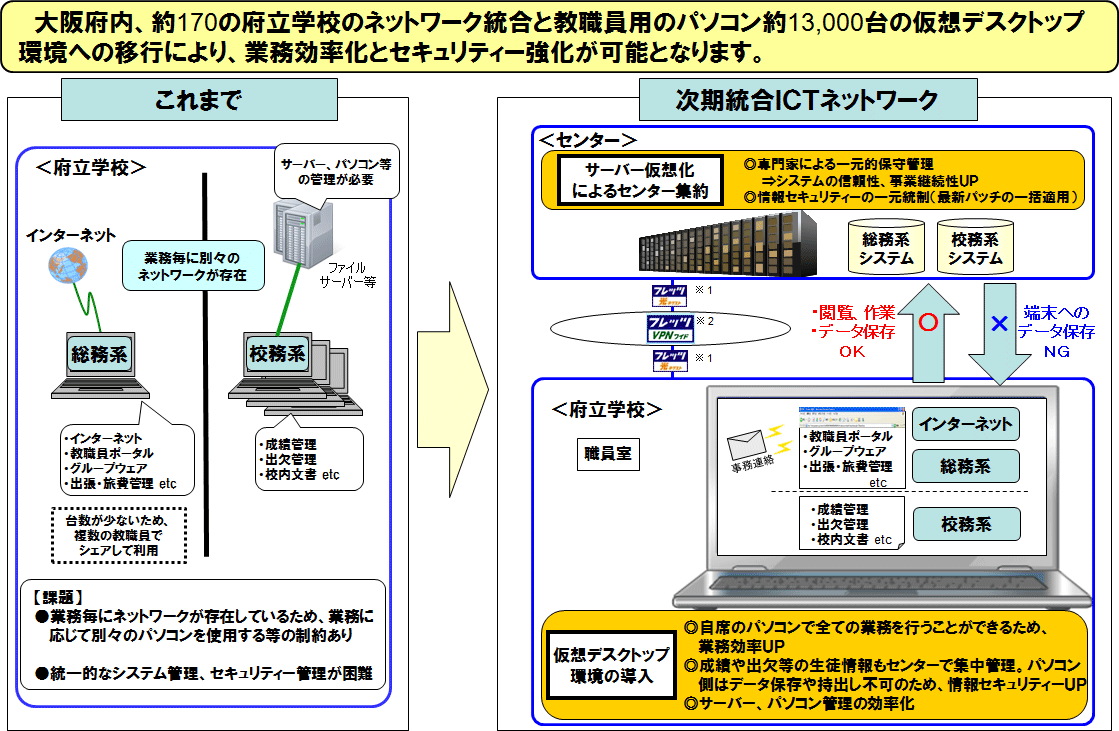 大阪府内、約170の府立学校のネットワーク統合と教職員用のパソコン約13,000台の仮想デスクトップ
環境への移行により、業務効率化とセキュリティー強化が可能となります。
これまで
＜府立学校＞
サーバー、パソコン等
の管理が必要
インターネット
業務毎に別々の
ネットワークが存在
ファイル
サーバー等
総務系
校務系
・インターネット
・教職員ポータル
・グループウェア
・出張・旅費管理 etc
・成績管理
・出欠管理
・校内文書 etc
台数が少ないため、
複数の教職員で
シェアして利用
【課題】
●業務毎にネットワークが存在しているため、業務に
応じて別々のパソコンを使用する等の制約あり
●統一的なシステム管理、セキュリティー管理が困難
次期統合ICTネットワーク
＜センター＞
サーバー仮想化
によるセンター集約
◎専門家による一元的保守管理
⇒システムの信頼性、事業継続性UP
◎情報セキュリティーの一元統制（最新パッチの一括適用）
総務系
システム
校務系
システム
フレッツ
光ネクスト
※1
フレッツ
VPNワイド
※2
フレッツ
光ネクスト
※1
・閲覧、作業
・データ保存
OK
○
×
端末への
データ保存
NG
＜府立学校＞
職員室
事務連絡
・教職員ポータル
・グループウェア
・出張・旅費管理
etc
インターネット
総務系
・成績管理
・出欠管理
・校内文書 etc
校務系
仮想デスクトップ
環境の導入
◎自席のパソコンで全ての業務を行うことができるため、
業務効率UP
◎成績や出欠等の生徒情報もセンターで集中管理。パソコン
側はデータ保存や持出し不可のため、情報セキュリティーUP
◎サーバー、パソコン管理の効率化